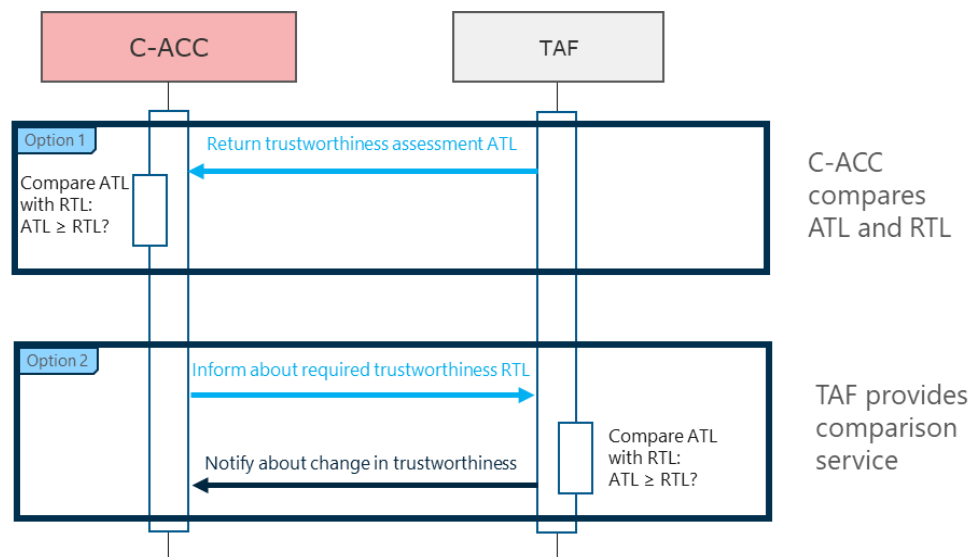 C-ACC
TAF
Option 1
Return trustworthiness assessment ATL
Compare ATL
with RTL:
ATL ≥ RTL?
C-ACC
compares
ATL and RTL
Option 2
Inform about required trustworthiness RTL
Compare ATL
with RTL:
ATL ≥ RTL?
Notify about change in trustworthiness
TAF provides
comparison
service